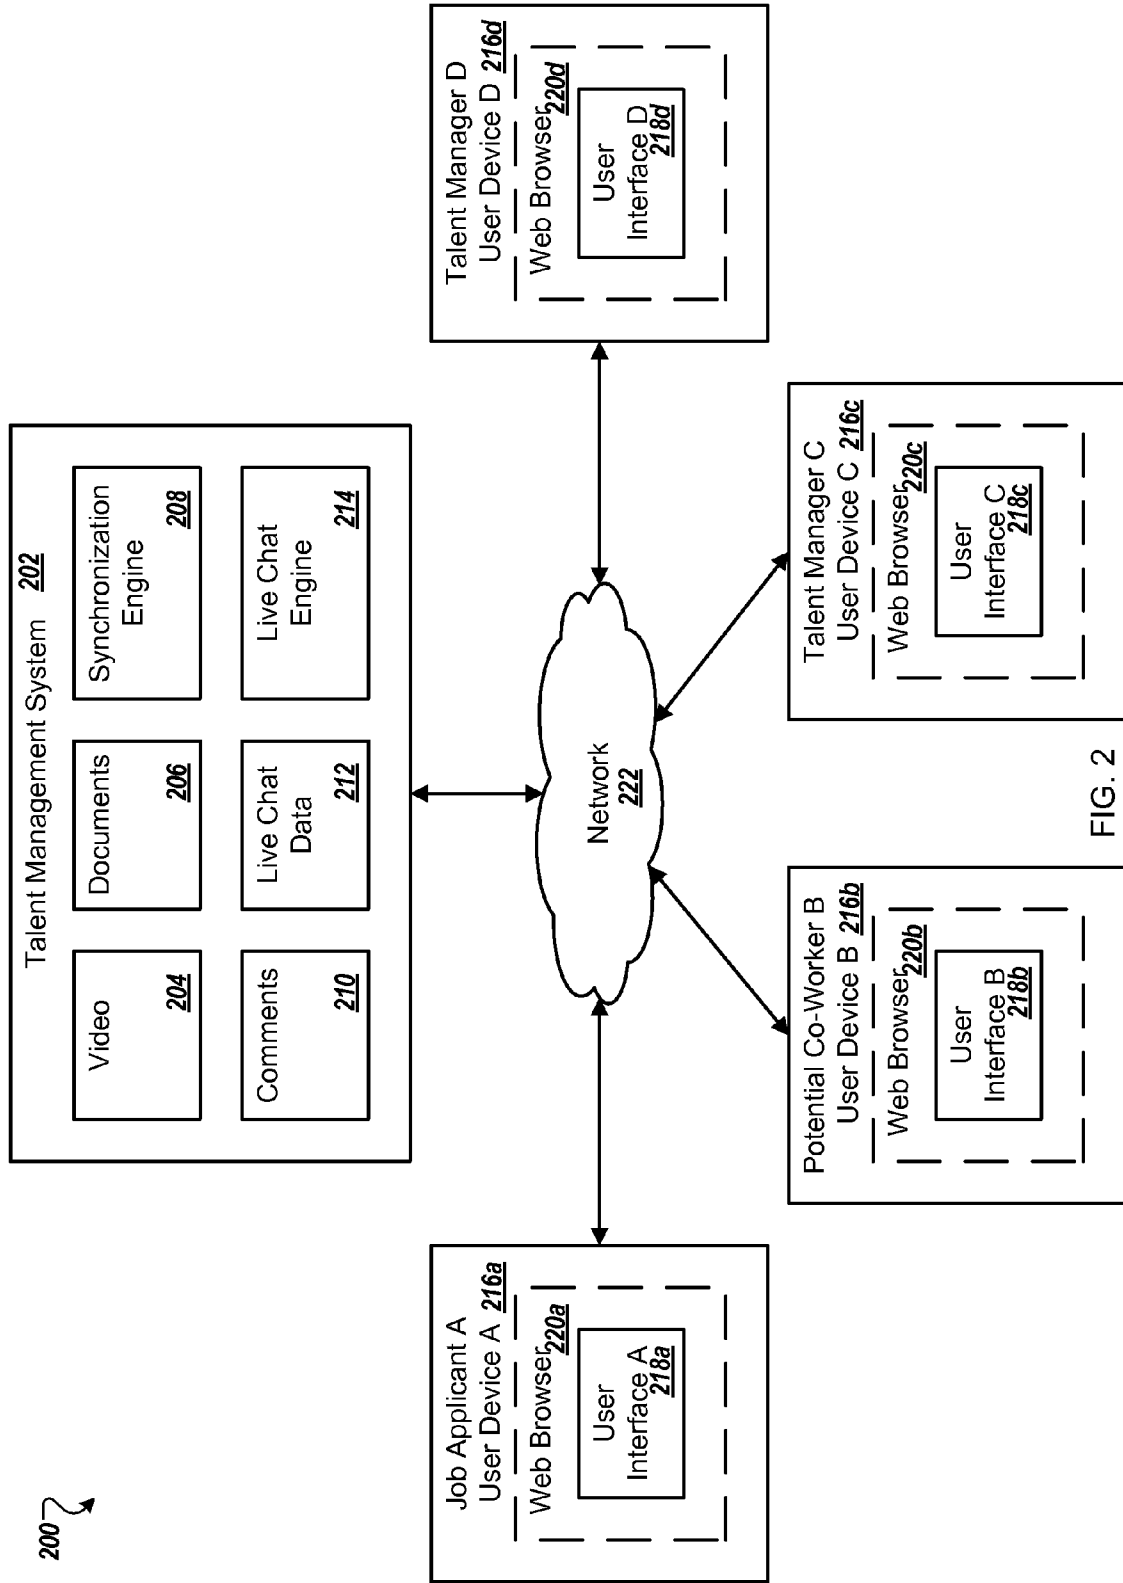 200
Talent Management System 202
Video
204
Documents
206
Synchronization
Engine
208
Comments
210
Live Chat
Data
212
Live Chat
Engine
214
Network
222
Job Applicant A
User Device A 216a
Web Browser
220a
User
Interface A
218a
Potential Co-Worker B
User Device B 216b
Web Browser
220b
User
Interface B
218b
Talent Manager C
User Device C 216c
Web Browser
220c
User
Interface C
218c
Talent Manager D
User Device D 216d
Web Browser
220d
User
Interface D
218d
FIG. 2